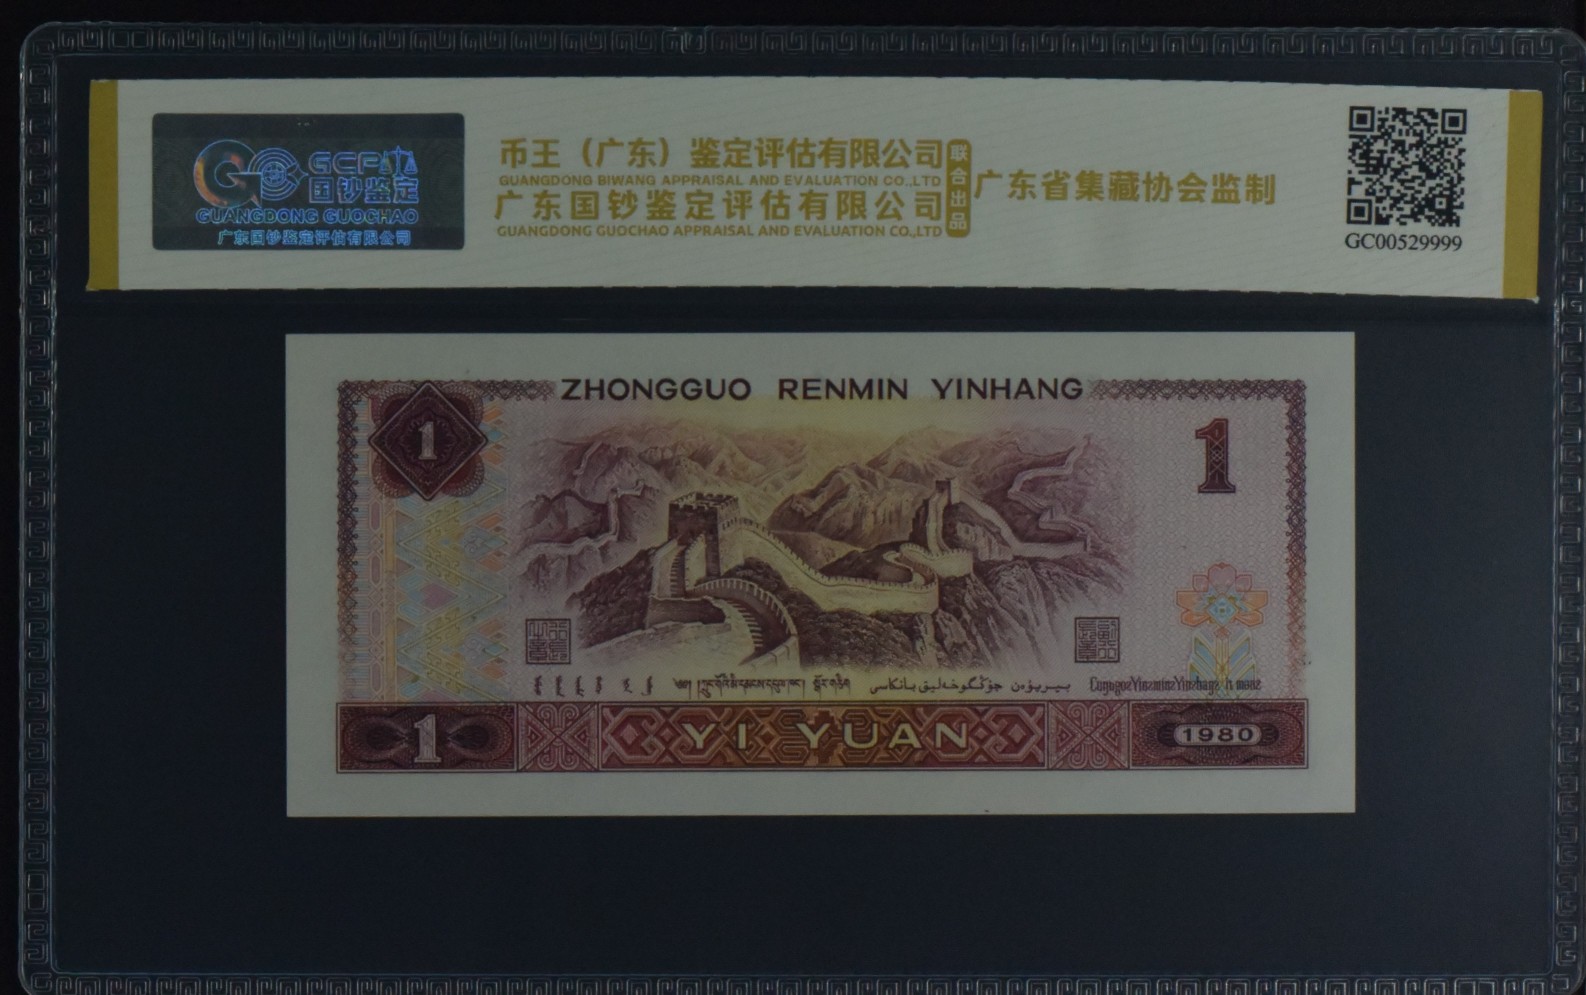 GCP
国钞鉴定
GUANGDONG GUOCHAO
广东国钞鉴定评估有限公司
币王（广东）鉴定评估有限公司
GUANGDONG BIWANG APPRAISAL AND EVALUATION CO.,LTD
广东国钞鉴定评估有限公司
GUANGDONG GUOCHAO APPRAISAL AND EVALUATION CO.,LTD
联合出品
广东省集藏协会监制
GC00529999
ZHONGGUO RENMIN YINHANG
1
1
بيريۋەن جۇڭگوخەلىق بانكاسى
1
YI YUAN
1980